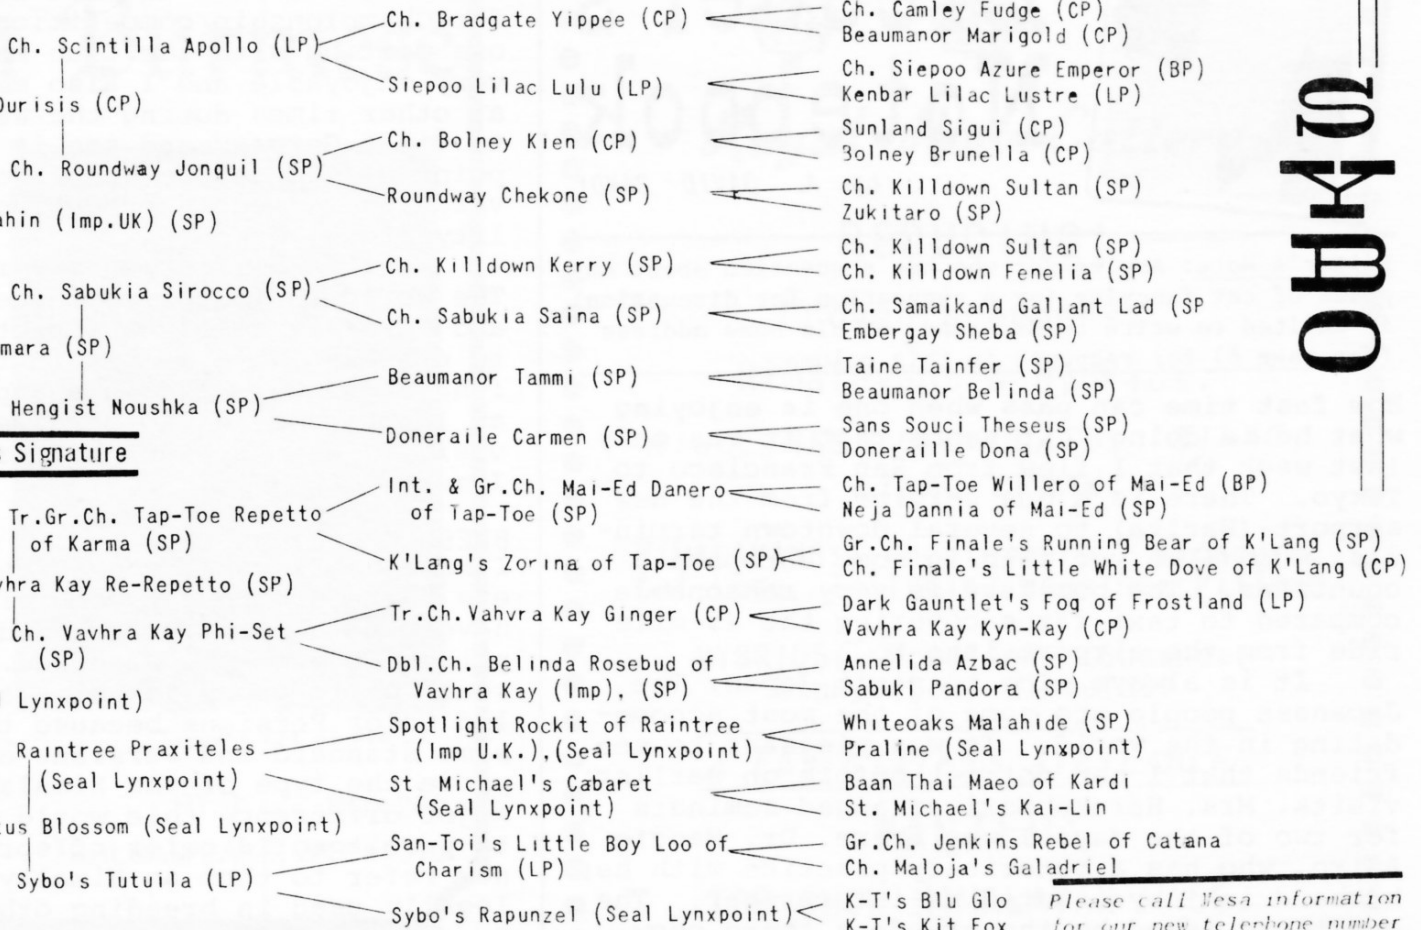 Ch. Bradgate Yippee (CP)
Ch. Camley Fudge (CP)
Beaumanor Marigold (CP)
Ch. Scintilla Apollo (LP)
Siepoo Lilac Lulu (LP)
Ch. Siepoo Azure Emperor (BP)
Kenbar Lilac Lustre (LP)
Ourisis (CP)
Ch. Bolney Kien (CP)
Sunland Sigui (CP)
Bolney Brunella (CP)
Ch. Roundway Jonquil (SP)
Roundway Chekone (SP)
Ch. Killdown Sultan (SP)
Zukitaro (SP)
ahin (Imp.UK) (SP)
Ch. Killdown Kerry (SP)
Ch. Killdown Sultan (SP)
Ch. Killdown Fenelia (SP)
Ch. Sabukia Sirocco (SP)
Ch. Sabukia Saina (SP)
Ch. Samaikand Gallant Lad (SP
Embergay Sheba (SP)
mara (SP)
Beaumanor Tammi (SP)
Taine Tainfer (SP)
Beaumanor Belinda (SP)
Hengist Noushka (SP)
Doneraile Carmen (SP)
Sans Souci Theseus (SP)
Doneraille Dona (SP)
s Signature
Int. & Gr.Ch. Mai-Ed Danero
of Tap-Toe (SP)
Ch. Tap-Toe Willero of Mai-Ed (BP)
Neja Dannia of Mai-Ed (SP)
Tr.Gr.Ch. Tap-Toe Repetto
of Karma (SP)
K'Lang's Zorina of Tap-Toe (SP)
Gr.Ch. Finale's Running Bear of K'Lang (SP)
Ch. Finale's Little White Dove of K'Lang (CP)
vhra Kay Re-Repetto (SP)
Tr.Ch.Vahvra Kay Ginger (CP)
Dark Gauntlet's Fog of Frostland (LP)
Vavhra Kay Kyn-Kay (CP)
Ch. Vavhra Kay Phi-Set
(SP)
Dbl.Ch. Belinda Rosebud of
Vavhra Kay (Imp). (SP)
Annelida Azbac (SP)
Sabuki Pandora (SP)
l Lynxpoint)
Spotlight Rockit of Raintree
(Imp U.K.),(Seal Lynxpoint)
Whiteoaks Malahide (SP)
Praline (Seal Lynxpoint)
Raintree Praxiteles
(Seal Lynxpoint)
St Michael's Cabaret
(Seal Lynxpoint)
Baan Thai Maeo of Kardi
St. Michael's Kai-Lin
tus Blossom (Seal Lynxpoint)
San-Toi's Little Boy Loo of
Charism (LP)
Gr.Ch. Jenkins Rebel of Catana
Ch. Maloja's Galadriel
Sybo's Tutuila (LP)
Sybo's Rapunzel (Seal Lynxpoint)
K-T's Blu Glo
K-T's Kit Fox
Please call Mesa information
for our new telephone number